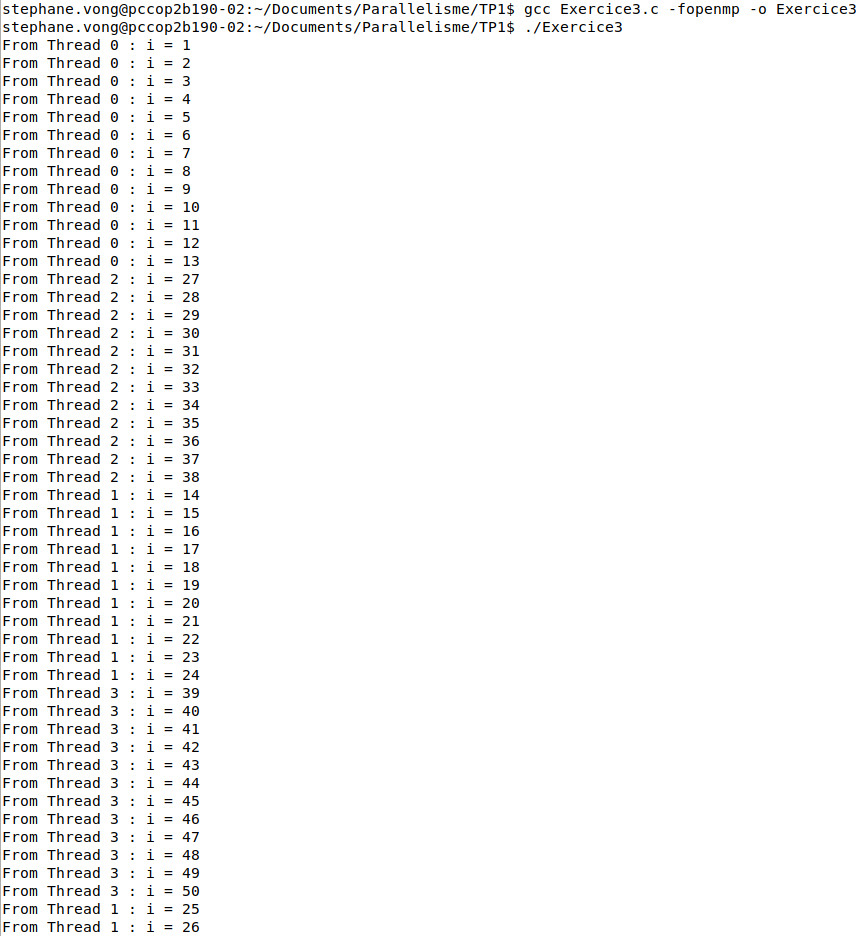 stephane.vong@pccop2b190-02:~/Documents/Parallelisme/TP1$ gcc Exercice3.c -fopenmp -o Exercice3
stephane.vong@pccop2b190-02:~/Documents/Parallelisme/TP1$ ./Exercice3
From Thread 0 : i = 1
From Thread 0 : i = 2
From Thread 0 : i = 3
From Thread 0 : i = 4
From Thread 0 : i = 5
From Thread 0 : i = 6
From Thread 0 : i = 7
From Thread 0 : i = 8
From Thread 0 : i = 9
From Thread 0 : i = 10
From Thread 0 : i = 11
From Thread 0 : i = 12
From Thread 0 : i = 13
From Thread 2 : i = 27
From Thread 2 : i = 28
From Thread 2 : i = 29
From Thread 2 : i = 30
From Thread 2 : i = 31
From Thread 2 : i = 32
From Thread 2 : i = 33
From Thread 2 : i = 34
From Thread 2 : i = 35
From Thread 2 : i = 36
From Thread 2 : i = 37
From Thread 2 : i = 38
From Thread 1 : i = 14
From Thread 1 : i = 15
From Thread 1 : i = 16
From Thread 1 : i = 17
From Thread 1 : i = 18
From Thread 1 : i = 19
From Thread 1 : i = 20
From Thread 1 : i = 21
From Thread 1 : i = 22
From Thread 1 : i = 23
From Thread 1 : i = 24
From Thread 3 : i = 39
From Thread 3 : i = 40
From Thread 3 : i = 41
From Thread 3 : i = 42
From Thread 3 : i = 43
From Thread 3 : i = 44
From Thread 3 : i = 45
From Thread 3 : i = 46
From Thread 3 : i = 47
From Thread 3 : i = 48
From Thread 3 : i = 49
From Thread 3 : i = 50
From Thread 1 : i = 25
From Thread 1 : i = 26